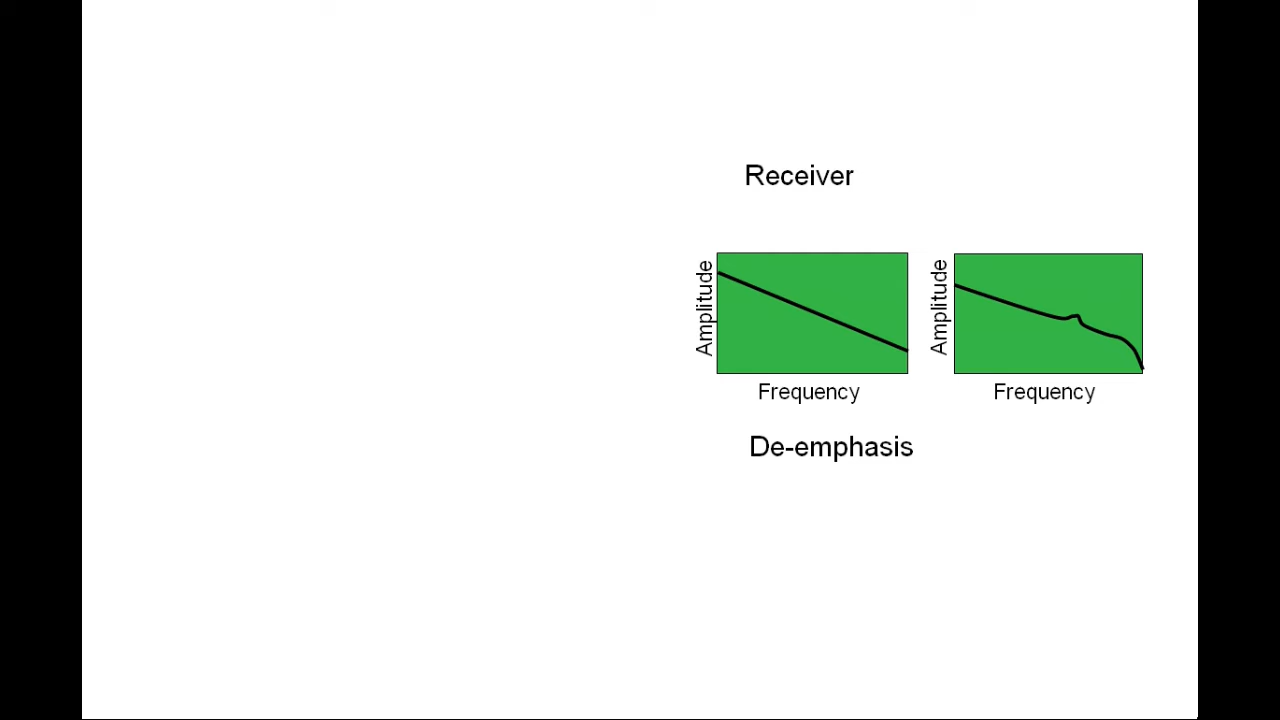 Receiver
Amplitude
Amplitude
Frequency
Frequency
De-emphasis